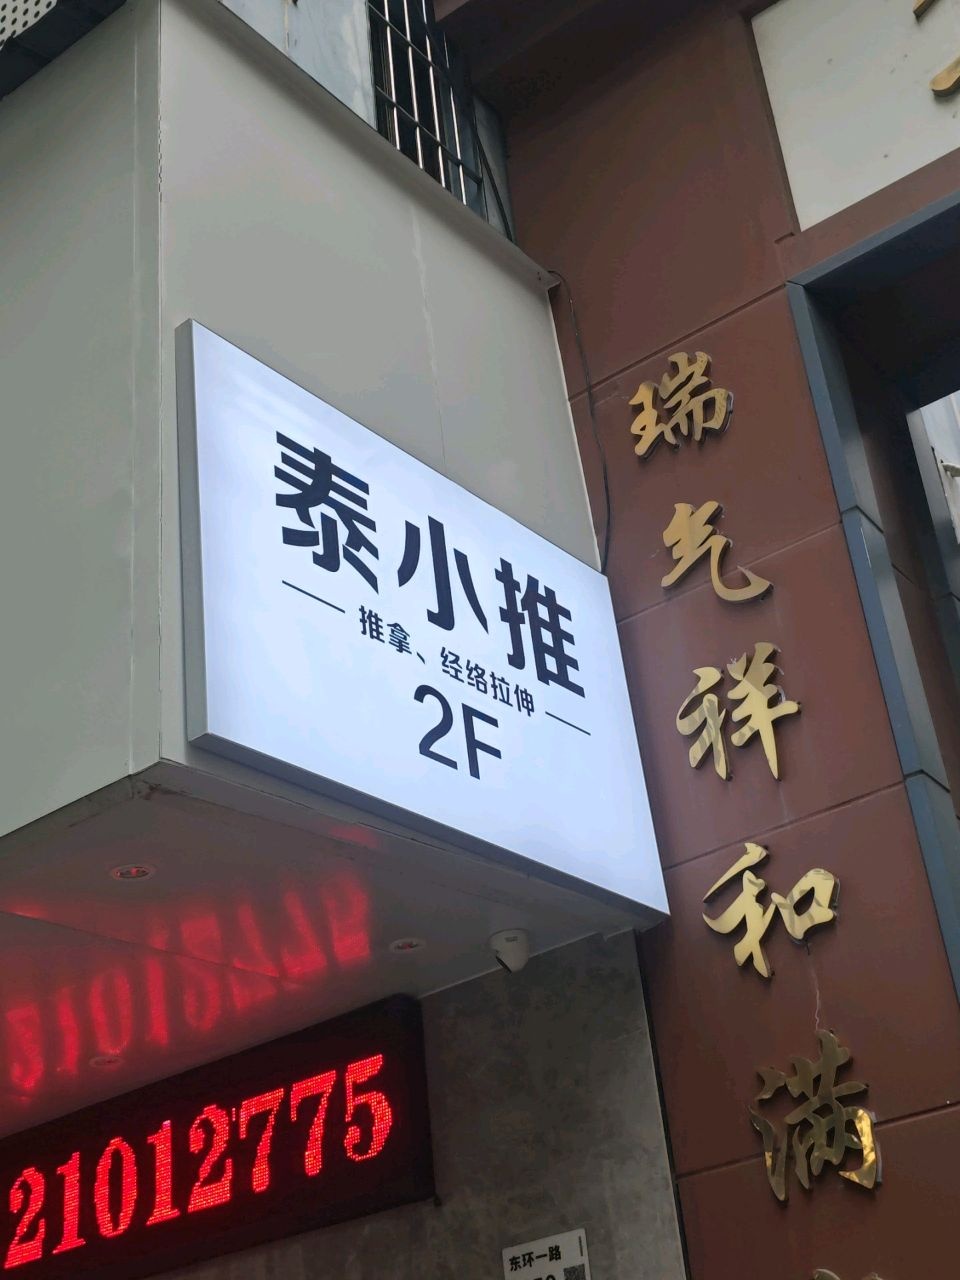 泰小推
推拿、经络拉伸
2F
瑞气祥和满
21012775
东环一路